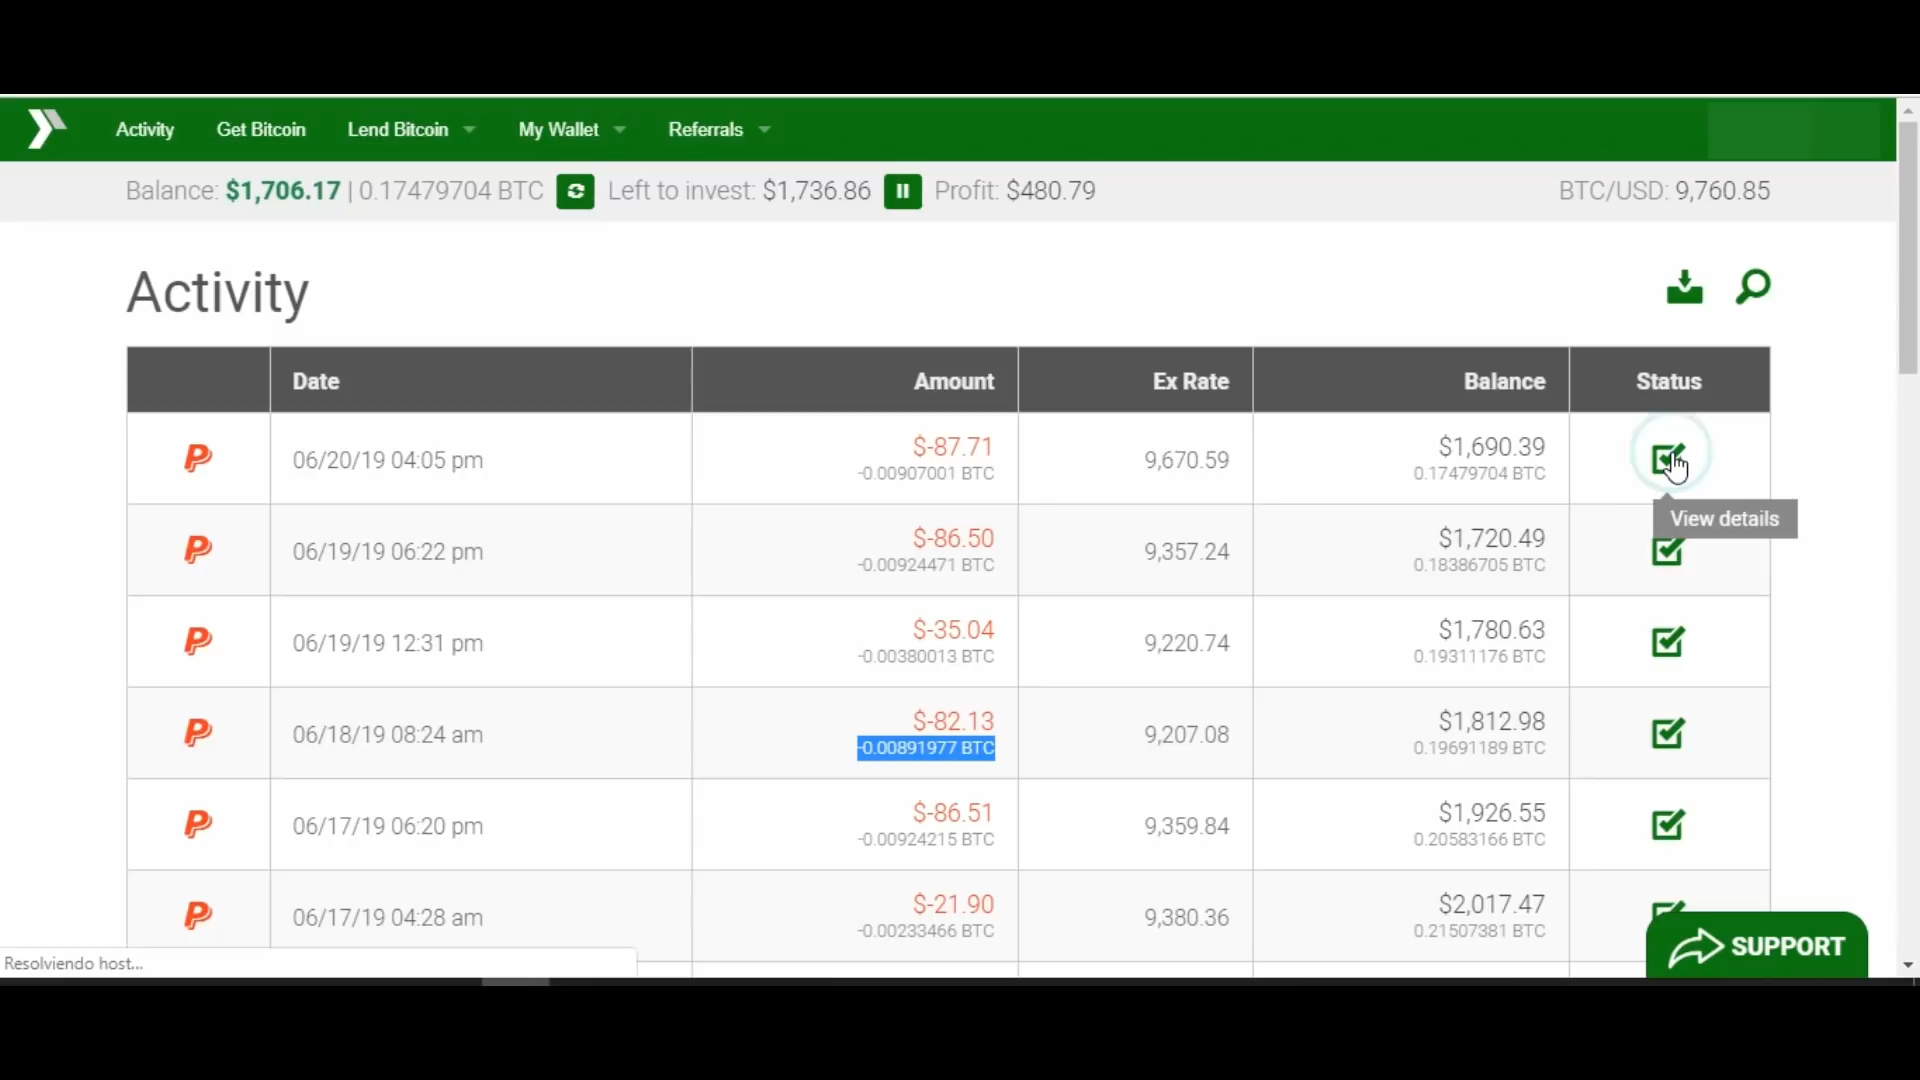 Activity Get Bitcoin Lend Bitcoin My Wallet Referrals
Balance: $1,706.17 | 0.17479704 BTC Left to invest: $1,736.86 Profit: $480.79 BTC/USD: 9,760.85
Activity
Date Amount Ex Rate Balance Status
06/20/19 04:05 pm $-87.71 9,670.59 $1,690.39
-0.00907001 BTC 0.17479704 BTC
View details
06/19/19 06:22 pm $-86.50 9,357.24 $1,720.49
-0.00924471 BTC 0.18386705 BTC
06/19/19 12:31 pm $-35.04 9,220.74 $1,780.63
-0.00380013 BTC 0.19311176 BTC
06/18/19 08:24 am $-82.13 9,207.08 $1,812.98
-0.00891977 BTC 0.19691189 BTC
06/17/19 06:20 pm $-86.51 9,359.84 $1,926.55
-0.00924215 BTC 0.20583166 BTC
06/17/19 04:28 am $-21.90 9,380.36 $2,017.47
-0.00233466 BTC 0.21507381 BTC
SUPPORT
Resolviendo host...